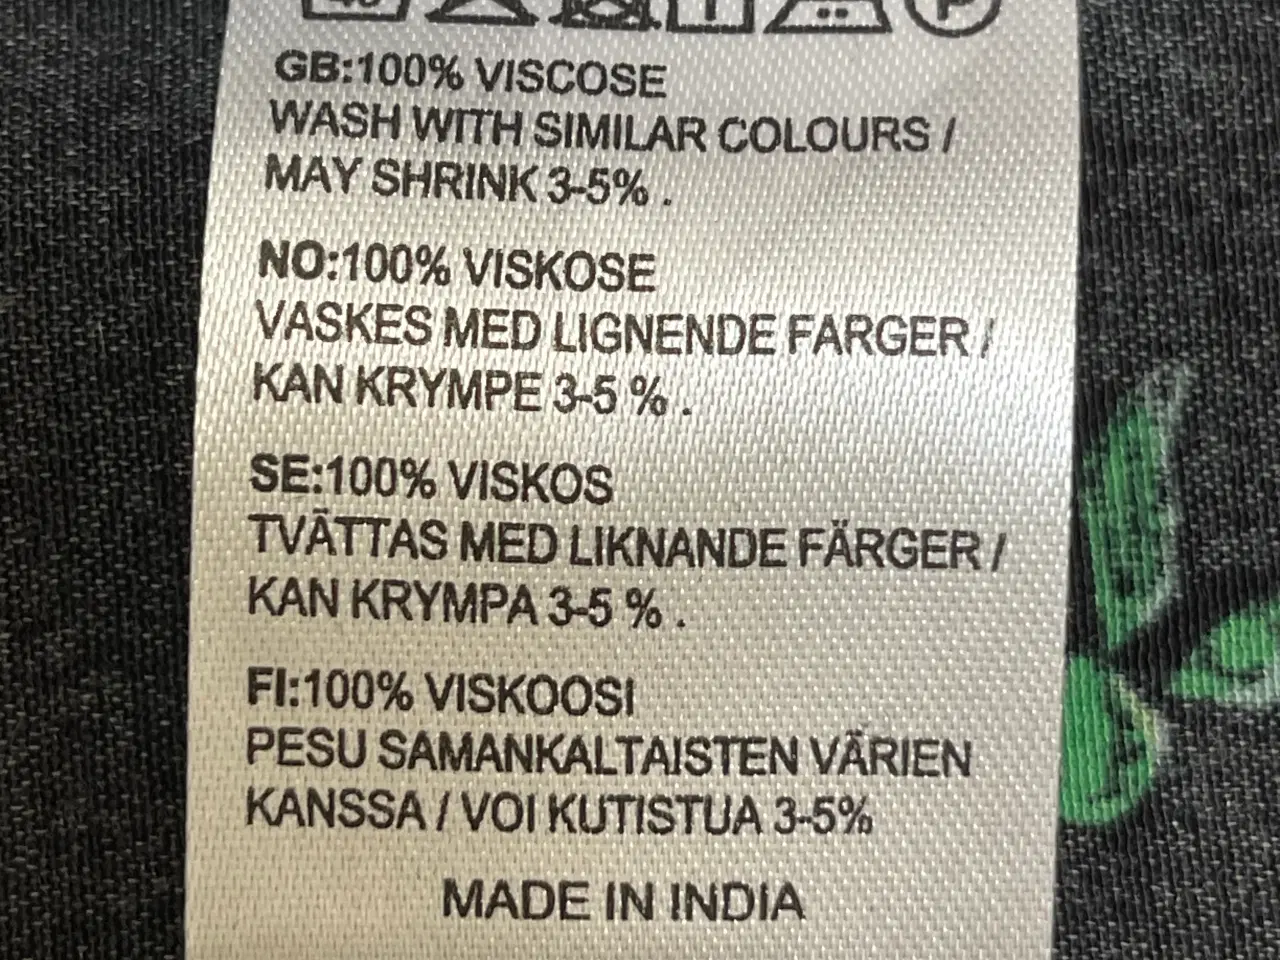 GB:100% VISCOSE
WASH WITH SIMILAR COLOURS /
MAY SHRINK 3-5% .
NO:100% VISKOSE
VASKES MED LIGNENDE FARGER /
KAN KRYMPE 3-5 % .
SE:100% VISKOS
TVÄTTAS MED LIKNANDE FÄRGER /
KAN KRYMPA 3-5 % .
FI:100% VISKOOSI
PESU SAMANKALTAISTEN VÄRIEN
KANSSA / VOI KUTISTUA 3-5%
MADE IN INDIA